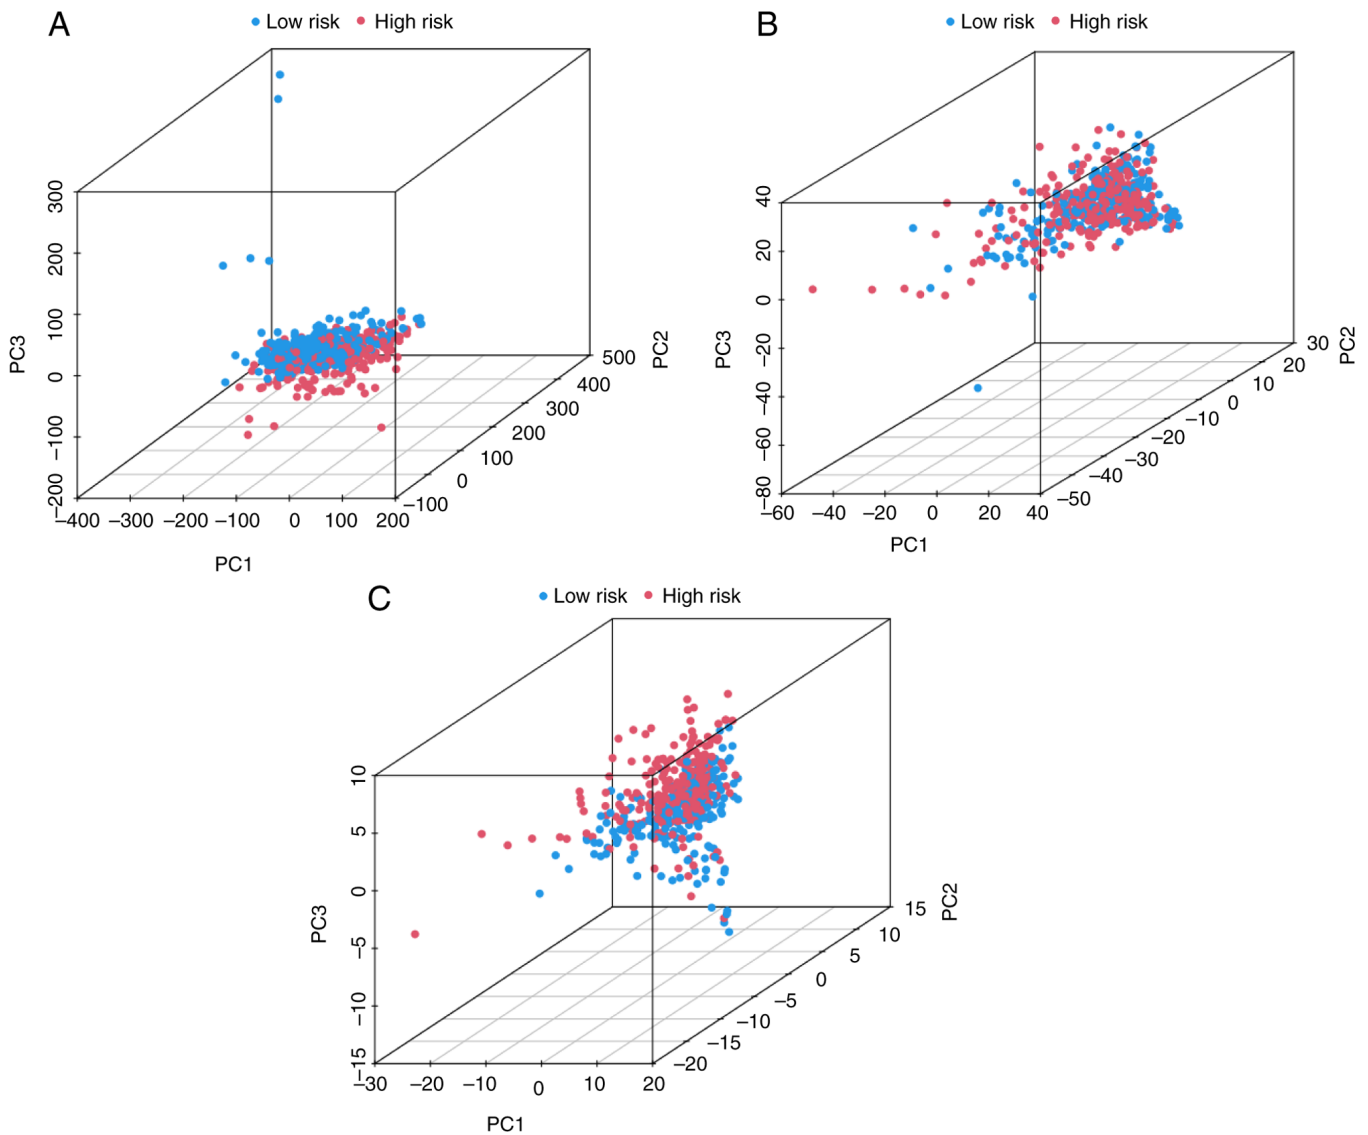 A
Low risk High risk
PC3
300
200
100
0
−100
−200
−400 −300 −200 −100 0 100 200
PC1
−100
0
100
200
300
400
500
PC2
B
Low risk High risk
PC3
40
20
0
−20
−40
−60
−80
−60 −40 −20 0 20 40
PC1
−50
−40
−30
−20
−10
0
10
20
30
PC2
C
Low risk High risk
PC3
10
5
0
−5
−10
−15
−30 −20 −10 0 10 20
PC1
−20
−15
−10
−5
0
5
10
15
PC2